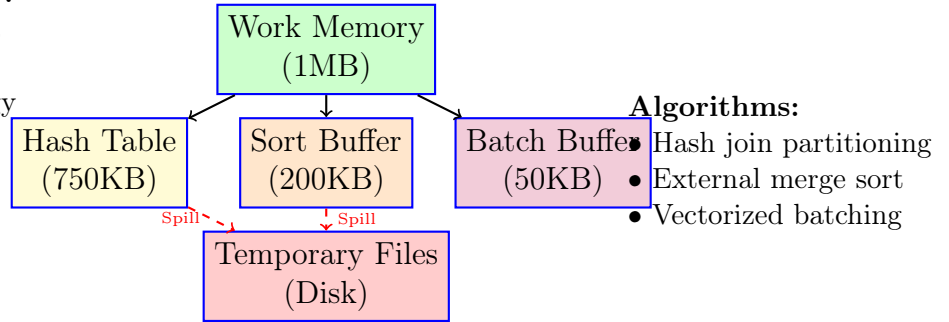 Work Memory
(1MB)
y
Hash Table
(750KB)
Sort Buffer
(200KB)
Batch Buffer
(50KB)
Algorithms:
• Hash join partitioning
• External merge sort
• Vectorized batching
Spill
Spill
Temporary Files
(Disk)